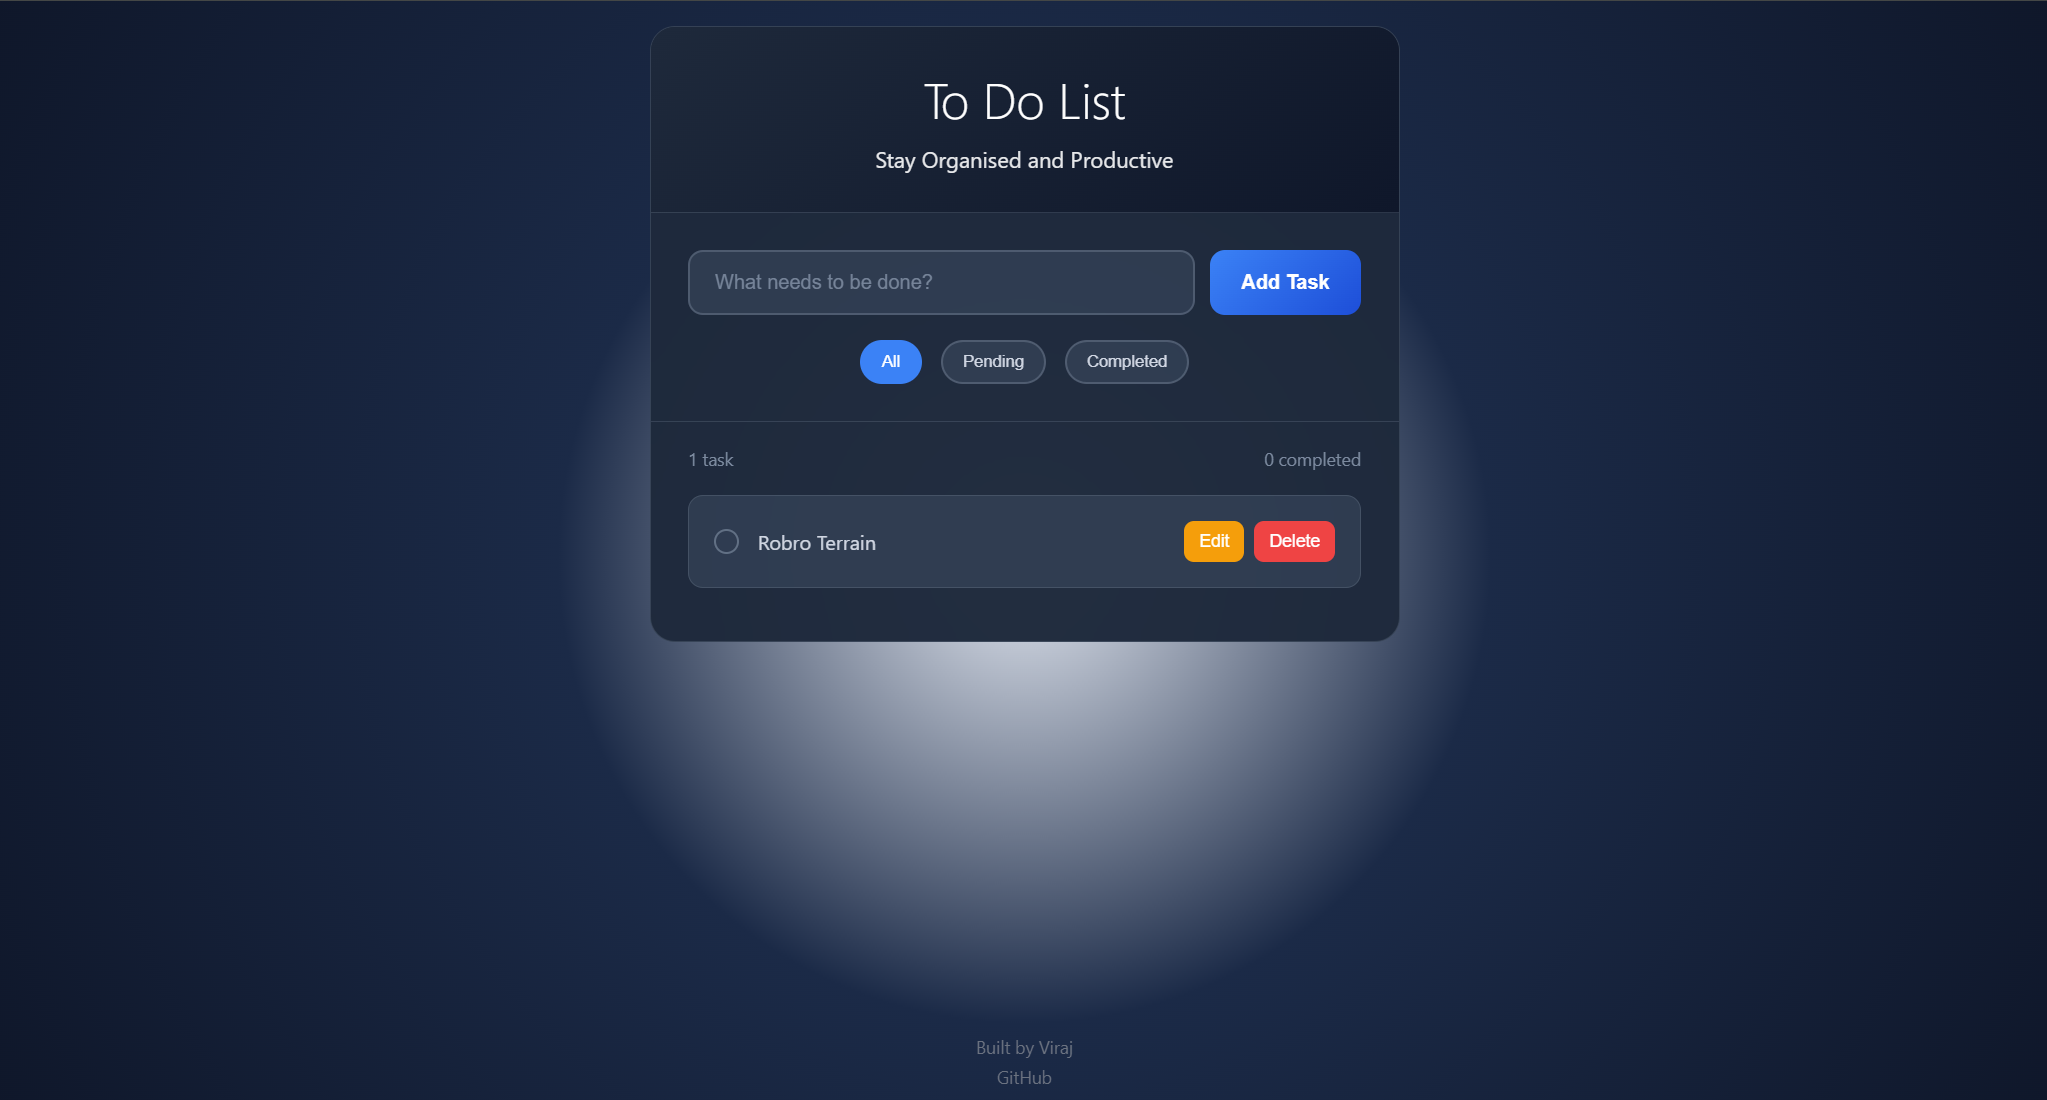 To Do List
Stay Organised and Productive
What needs to be done?
Add Task
All
Pending
Completed
1 task
0 completed
Robro Terrain
Edit
Delete
Built by Viraj
GitHub